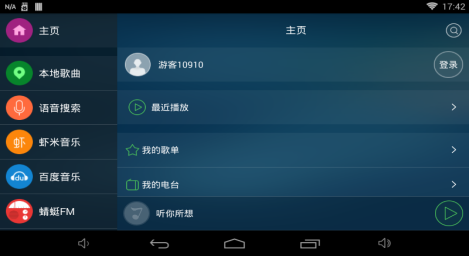 N/A
17:42
主页
主页
本地歌曲
语音搜索
虾 虾米音乐
du 百度音乐
蜻蜓FM
游客10910
登录
最近播放
我的歌单
我的电台
听你所想